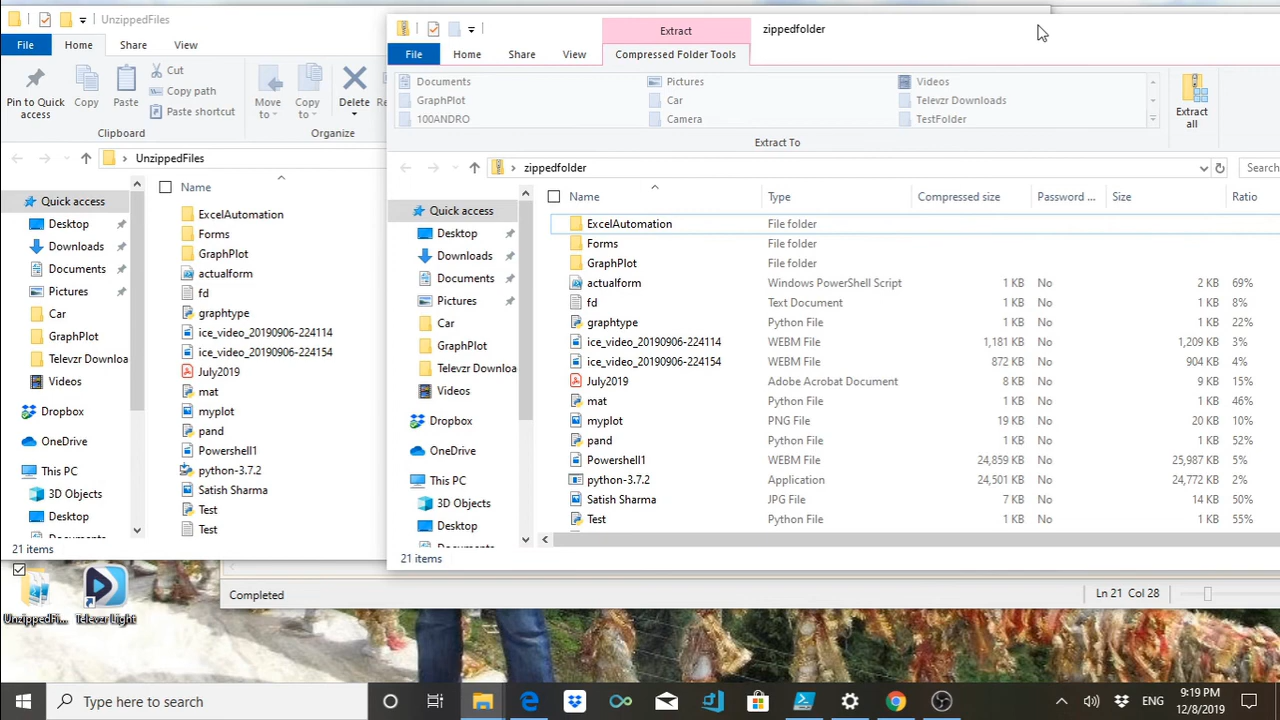 UnzippedFiles
File
Home
Share
View
Pin to Quick access
Copy
Paste
Cut
Copy path
Paste shortcut
Clipboard
Move to
Copy to
Delete
Organize
UnzippedFiles
Quick access
Desktop
Downloads
Documents
Pictures
Car
GraphPlot
Televzr Downloa
Videos
Dropbox
OneDrive
This PC
3D Objects
Desktop
Name
ExcelAutomation
Forms
GraphPlot
actualform
fd
graphtype
ice_video_20190906-224114
ice_video_20190906-224154
July2019
mat
myplot
pand
Powershell1
python-3.7.2
Satish Sharma
Test
Test
21 items
Extract
zippedfolder
File
Home
Share
View
Compressed Folder Tools
Documents
Pictures
Videos
GraphPlot
Car
Televzr Downloads
100ANDRO
Camera
TestFolder
Extract To
Extract all
zippedfolder
Search
Quick access
Desktop
Downloads
Documents
Pictures
Car
GraphPlot
Televzr Downloa
Videos
Dropbox
OneDrive
This PC
3D Objects
Desktop
Name Type Compressed size Password ... Size Ratio
ExcelAutomation File folder
Forms File folder
GraphPlot File folder
actualform Windows PowerShell Script 1 KB No 2 KB 69%
fd Text Document 1 KB No 1 KB 8%
graphtype Python File 1 KB No 1 KB 22%
ice_video_20190906-224114 WEBM File 1,181 KB No 1,209 KB 3%
ice_video_20190906-224154 WEBM File 872 KB No 904 KB 4%
July2019 Adobe Acrobat Document 8 KB No 9 KB 15%
mat Python File 1 KB No 1 KB 46%
myplot PNG File 19 KB No 20 KB 10%
pand Python File 1 KB No 1 KB 52%
Powershell1 WEBM File 24,859 KB No 25,987 KB 5%
python-3.7.2 Application 24,501 KB No 24,772 KB 2%
Satish Sharma JPG File 7 KB No 14 KB 50%
Test Python File 1 KB No 1 KB 55%
21 items
Completed
Ln 21 Col 28
UnzippedFi...
Televzr Light
Type here to search
ENG
9:19 PM
12/8/2019